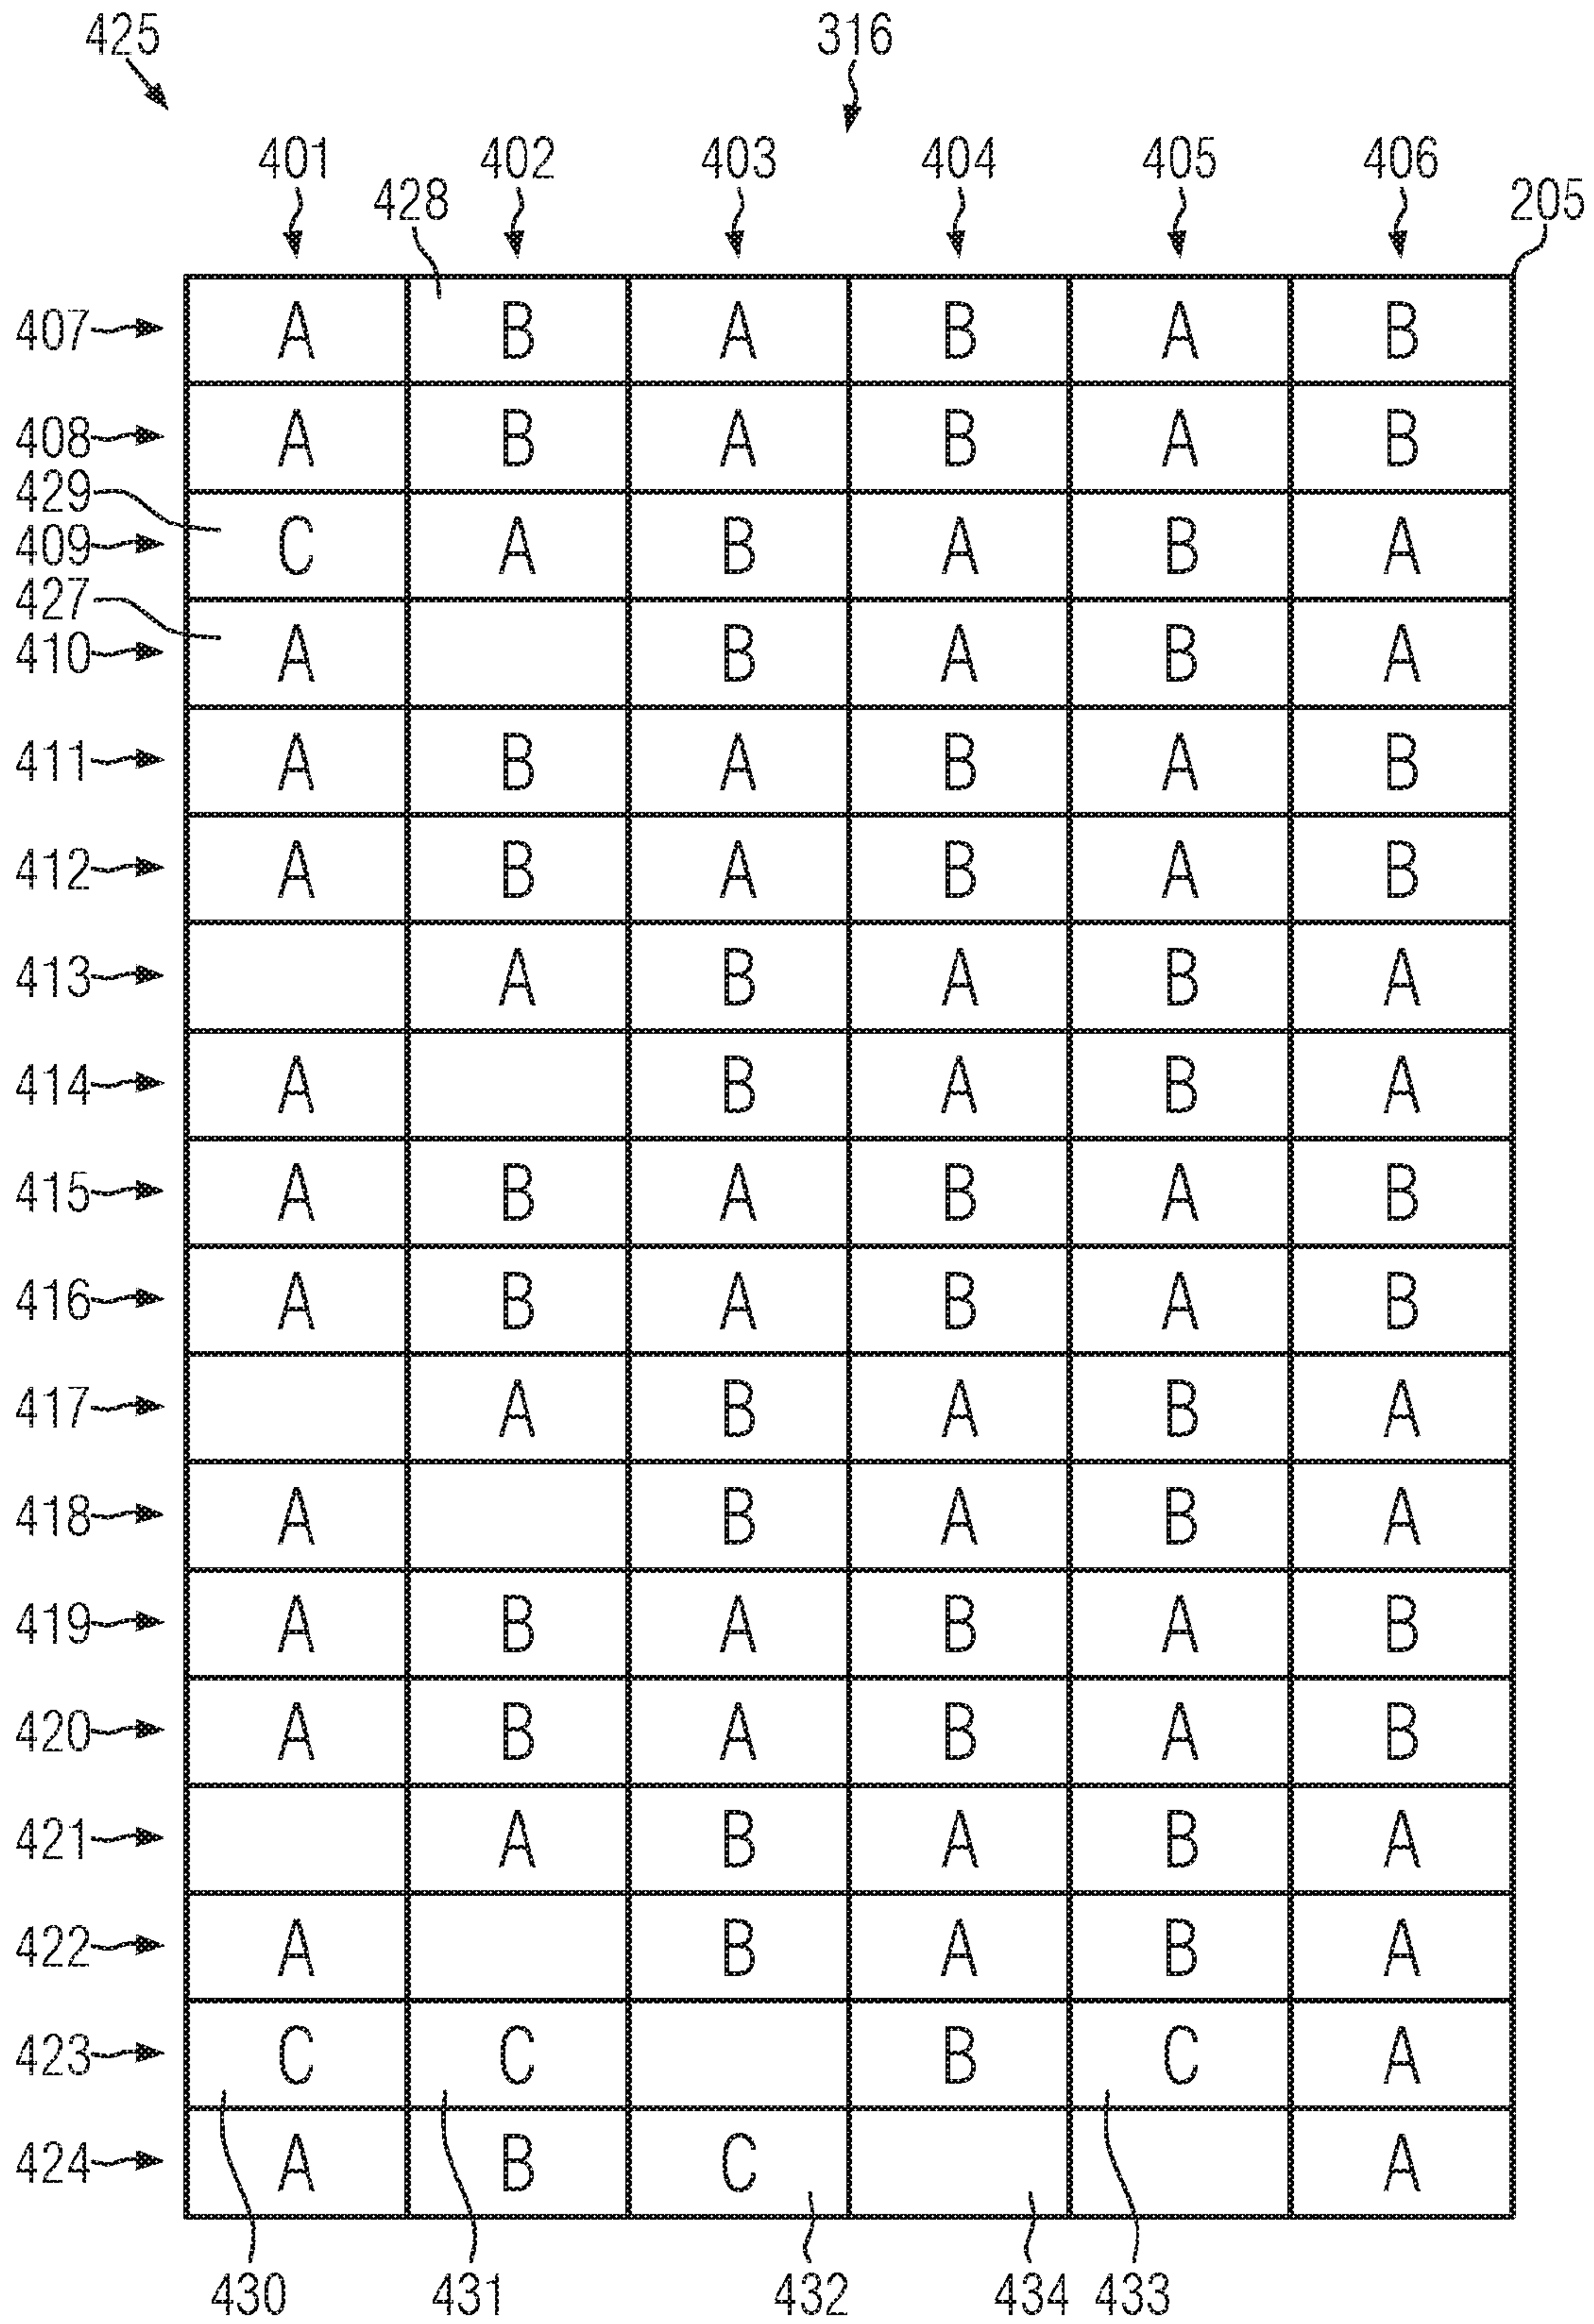 425 316
401 402 403 404 405 406
428 205
407 A B A B A B
408 A B A B A B
429
409 C A B A B A
427
410 A B A B A
411 A B A B A B
412 A B A B A B
413 A B A B A
414 A B A B A
415 A B A B A B
416 A B A B A B
417 A B A B A
418 A B A B A
419 A B A B A B
420 A B A B A B
421 A B A B A
422 A B A B A
423 C C B C A
424 A B C A
430 431 432 434 433